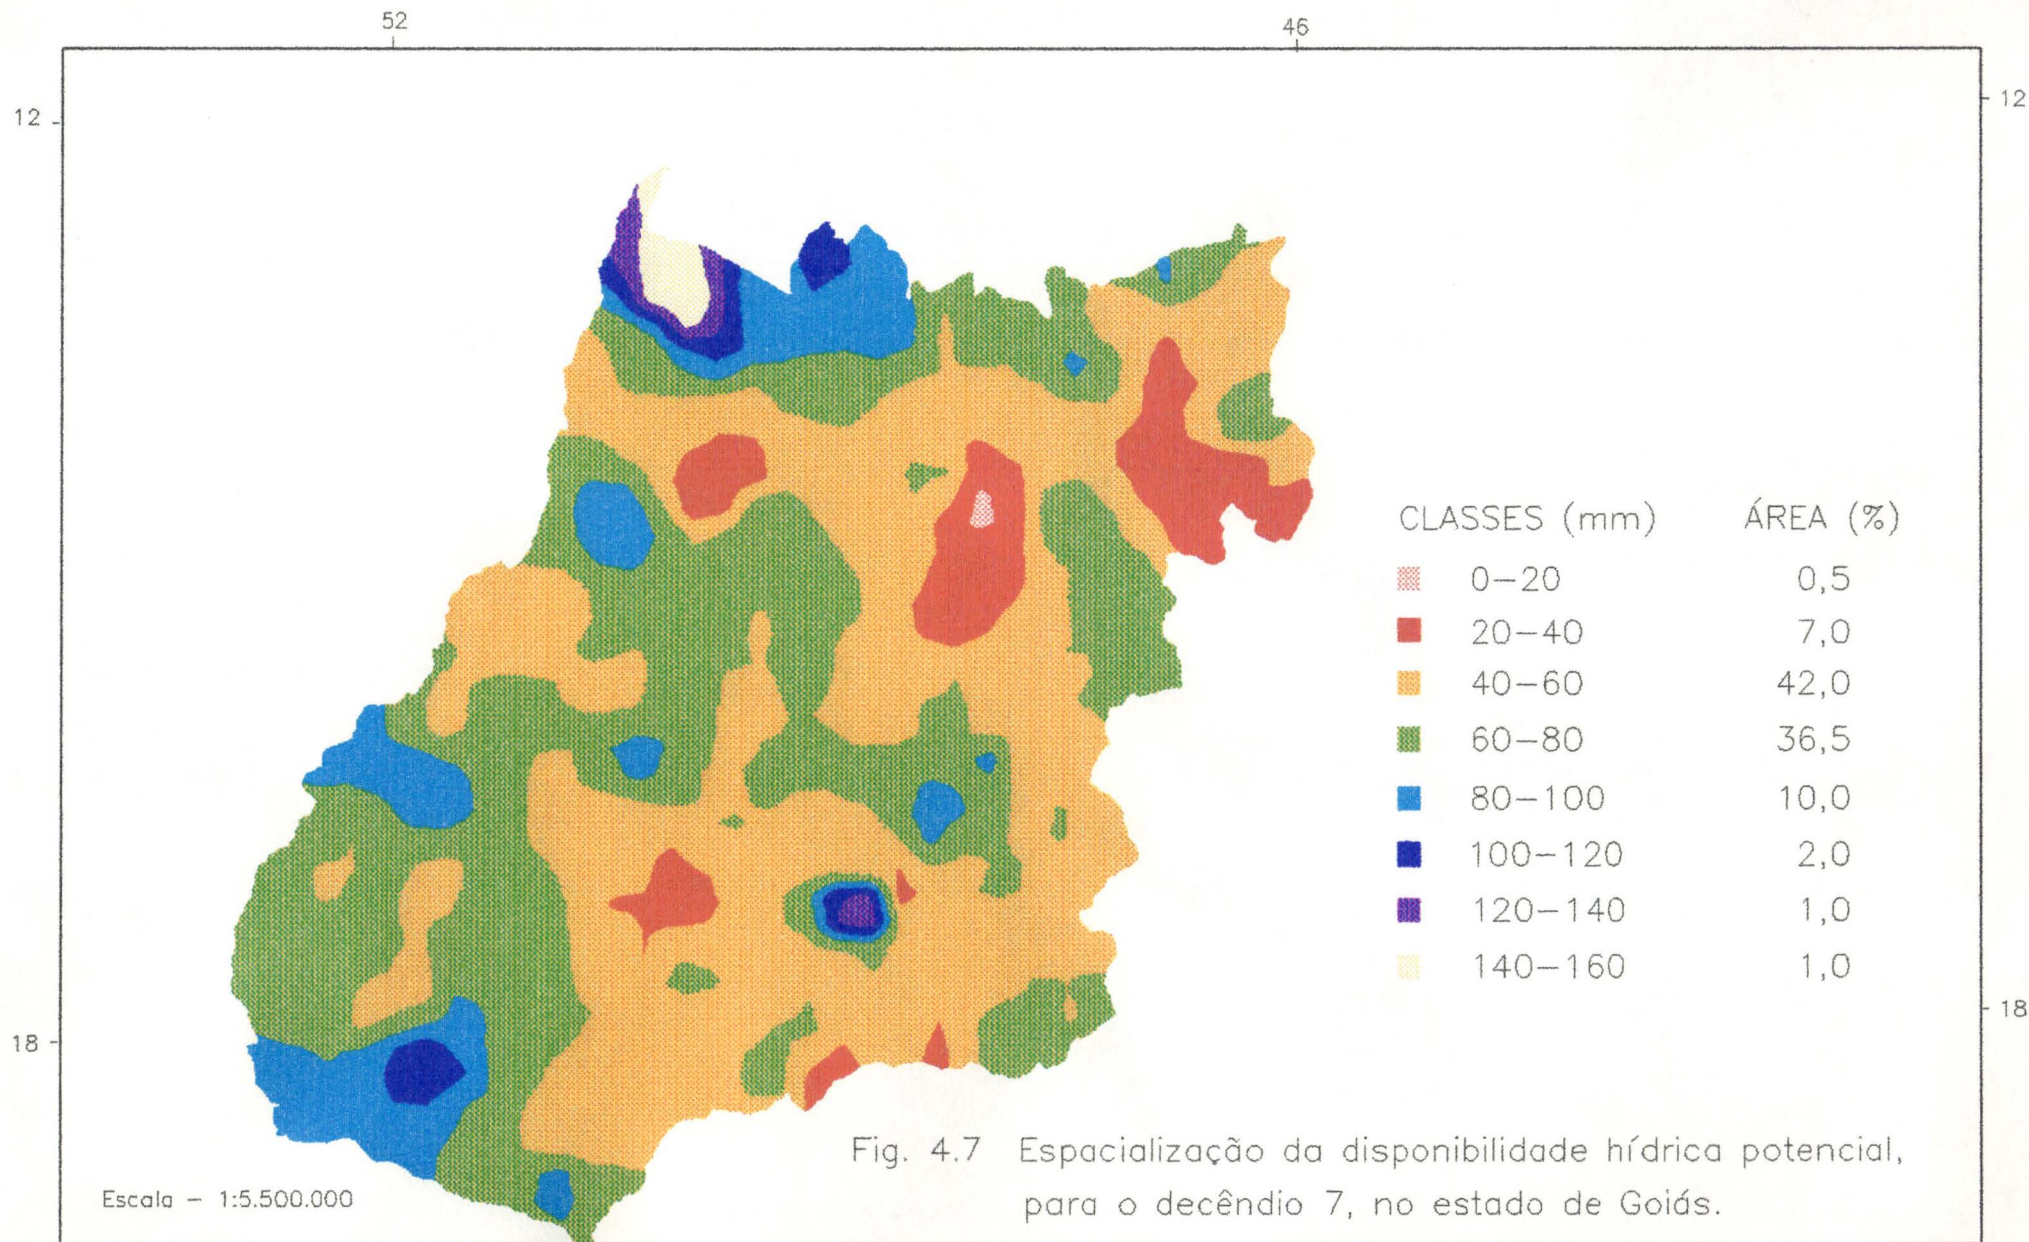 52 46
12 12
CLASSES (mm) ÁREA (%)
0–20 0,5
20–40 7,0
40–60 42,0
60–80 36,5
80–100 10,0
100–120 2,0
120–140 1,0
140–160 1,0
18 18
Fig. 4.7 Espacialização da disponibilidade hídrica potencial,
para o decêndio 7, no estado de Goiás.
Escala – 1:5.500.000